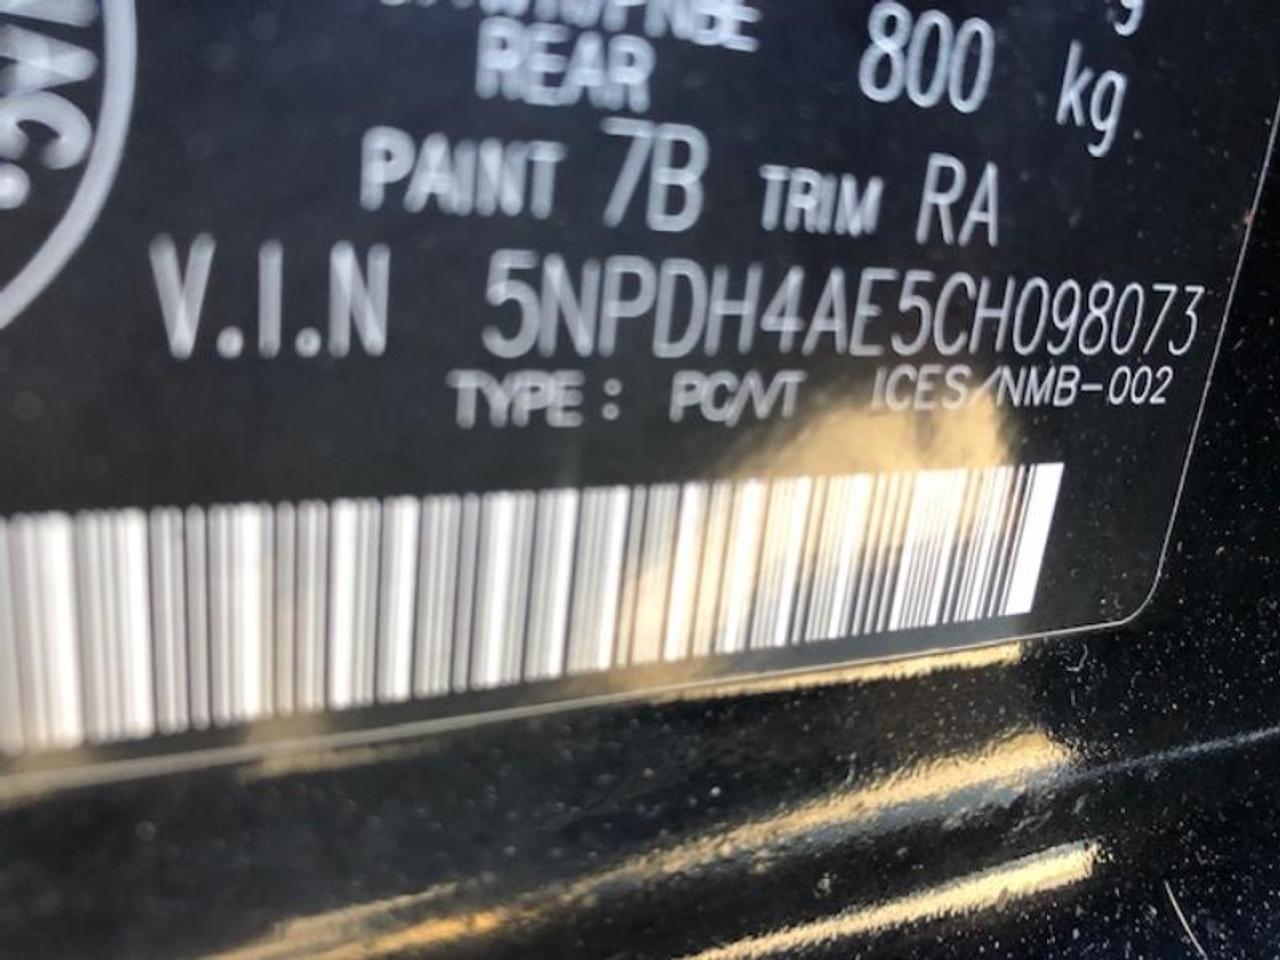 REAR 800 kg
PAINT 7B TRIM RA
V.I.N 5NPDH4AE5CH098073
TYPE : PC/VT ICES/NMB-002